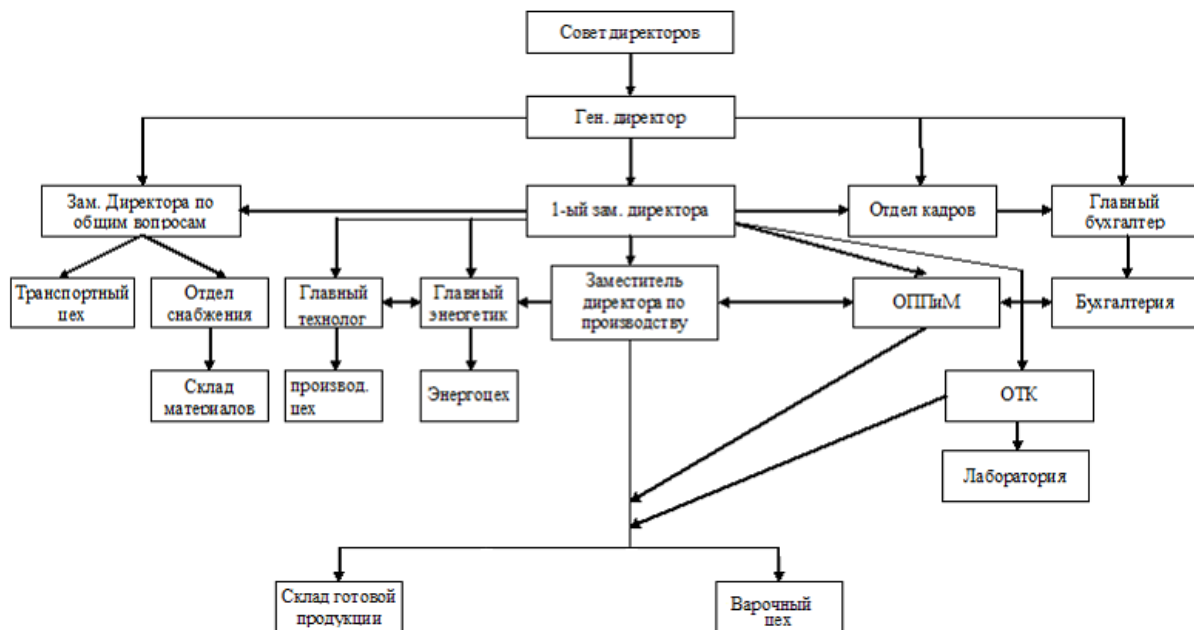 Совет директоров
Ген. директор
Зам. Директора по
общим вопросам
1-ый зам. директора
Отдел кадров
Главный
бухгалтер
Транспортный
цех
Отдел
снабжения
Главный
технолог
Главный
энергетик
Заместитель
директора по
производству
ОППиМ
Бухгалтерия
Склад
материалов
производ.
цех
Энергоцех
ОТК
Лаборатория
Склад готовой
продукции
Варочный
цех